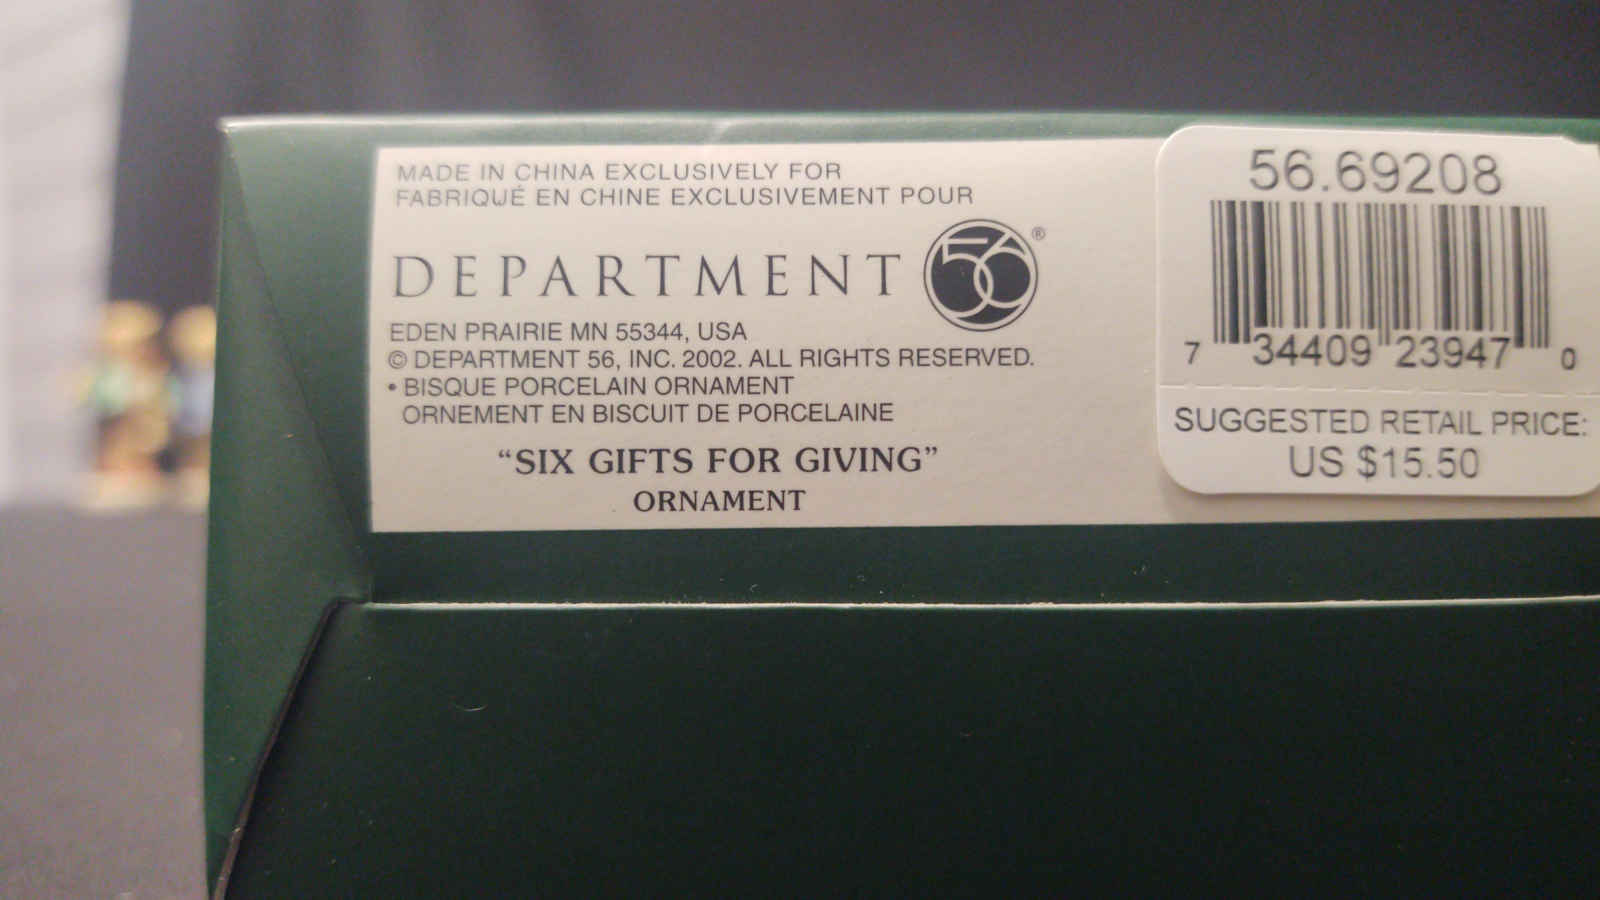 MADE IN CHINA EXCLUSIVELY FOR
FABRIQUÉ EN CHINE EXCLUSIVEMENT POUR
DEPARTMENT 56®
EDEN PRAIRIE MN 55344, USA
© DEPARTMENT 56, INC. 2002. ALL RIGHTS RESERVED.
• BISQUE PORCELAIN ORNAMENT
ORNEMENT EN BISCUIT DE PORCELAINE
“SIX GIFTS FOR GIVING”
ORNAMENT
56.69208
7 34409 23947 0
SUGGESTED RETAIL PRICE:
US $15.50